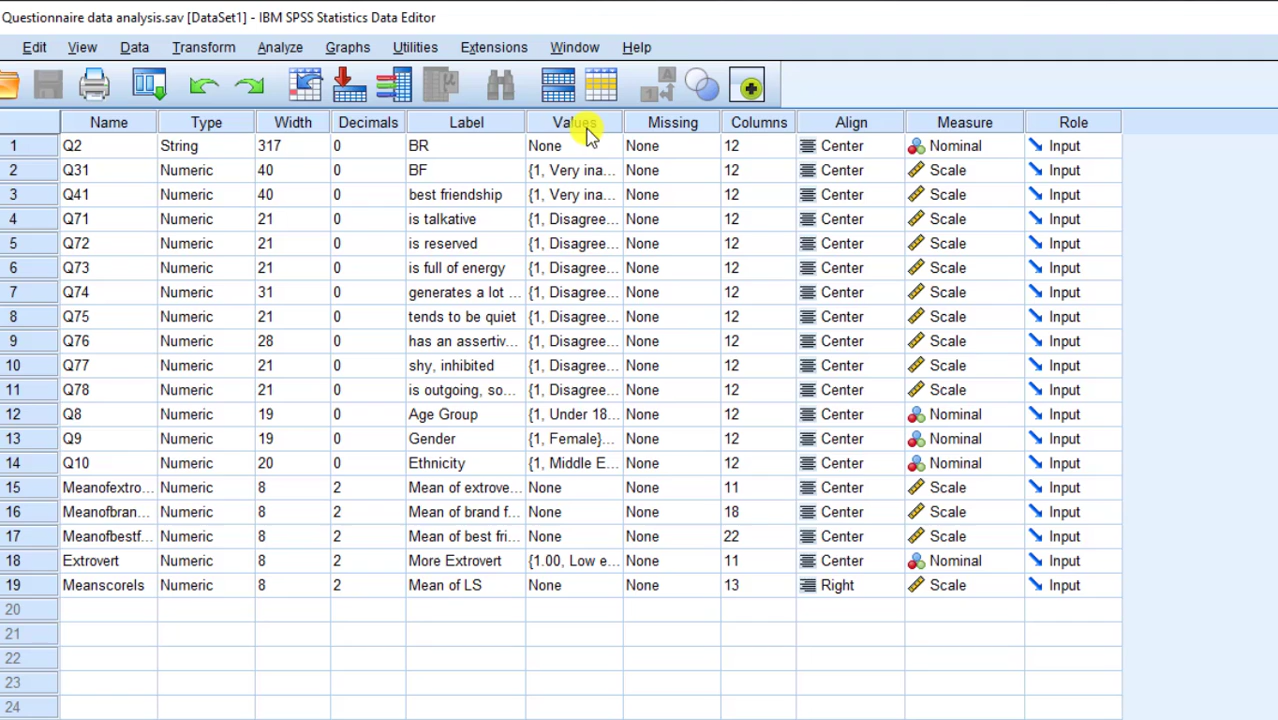 Questionnaire data analysis.sav [DataSet1] - IBM SPSS Statistics Data Editor
Edit View Data Transform Analyze Graphs Utilities Extensions Window Help
Name Type Width Decimals Label Values Missing Columns Align Measure Role
1 Q2 String 317 0 BR None None 12 Center Nominal Input
2 Q31 Numeric 40 0 BF {1, Very ina... None 12 Center Scale Input
3 Q41 Numeric 40 0 best friendship {1, Very ina... None 12 Center Scale Input
4 Q71 Numeric 21 0 is talkative {1, Disagree... None 12 Center Scale Input
5 Q72 Numeric 21 0 is reserved {1, Disagree... None 12 Center Scale Input
6 Q73 Numeric 21 0 is full of energy {1, Disagree... None 12 Center Scale Input
7 Q74 Numeric 31 0 generates a lot ... {1, Disagree... None 12 Center Scale Input
8 Q75 Numeric 21 0 tends to be quiet {1, Disagree... None 12 Center Scale Input
9 Q76 Numeric 28 0 has an assertiv... {1, Disagree... None 12 Center Scale Input
10 Q77 Numeric 21 0 shy, inhibited {1, Disagree... None 12 Center Scale Input
11 Q78 Numeric 21 0 is outgoing, so... {1, Disagree... None 12 Center Scale Input
12 Q8 Numeric 19 0 Age Group {1, Under 18... None 12 Center Nominal Input
13 Q9 Numeric 19 0 Gender {1, Female}... None 12 Center Nominal Input
14 Q10 Numeric 20 0 Ethnicity {1, Middle E... None 12 Center Nominal Input
15 Meanofextro... Numeric 8 2 Mean of extrove... None None 11 Center Scale Input
16 Meanofbran... Numeric 8 2 Mean of brand f... None None 18 Center Scale Input
17 Meanofbestf... Numeric 8 2 Mean of best fri... None None 22 Center Scale Input
18 Extrovert Numeric 8 2 More Extrovert {1.00, Low e... None 11 Center Nominal Input
19 Meanscorels Numeric 8 2 Mean of LS None None 13 Right Scale Input
20
21
22
23
24